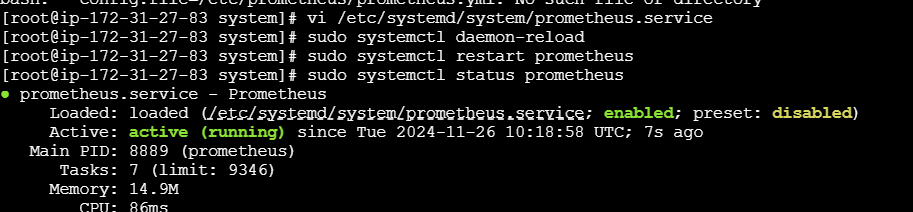 bash: --config.file=/etc/prometheus/prometheus.yml: No such file or directory
[root@ip-172-31-27-83 system]# vi /etc/systemd/system/prometheus.service
[root@ip-172-31-27-83 system]# sudo systemctl daemon-reload
[root@ip-172-31-27-83 system]# sudo systemctl restart prometheus
[root@ip-172-31-27-83 system]# sudo systemctl status prometheus
● prometheus.service - Prometheus
Loaded: loaded (/etc/systemd/system/prometheus.service; enabled; preset: disabled)
Active: active (running) since Tue 2024-11-26 10:18:58 UTC; 7s ago
Main PID: 8889 (prometheus)
Tasks: 7 (limit: 9346)
Memory: 14.9M
CPU: 86ms